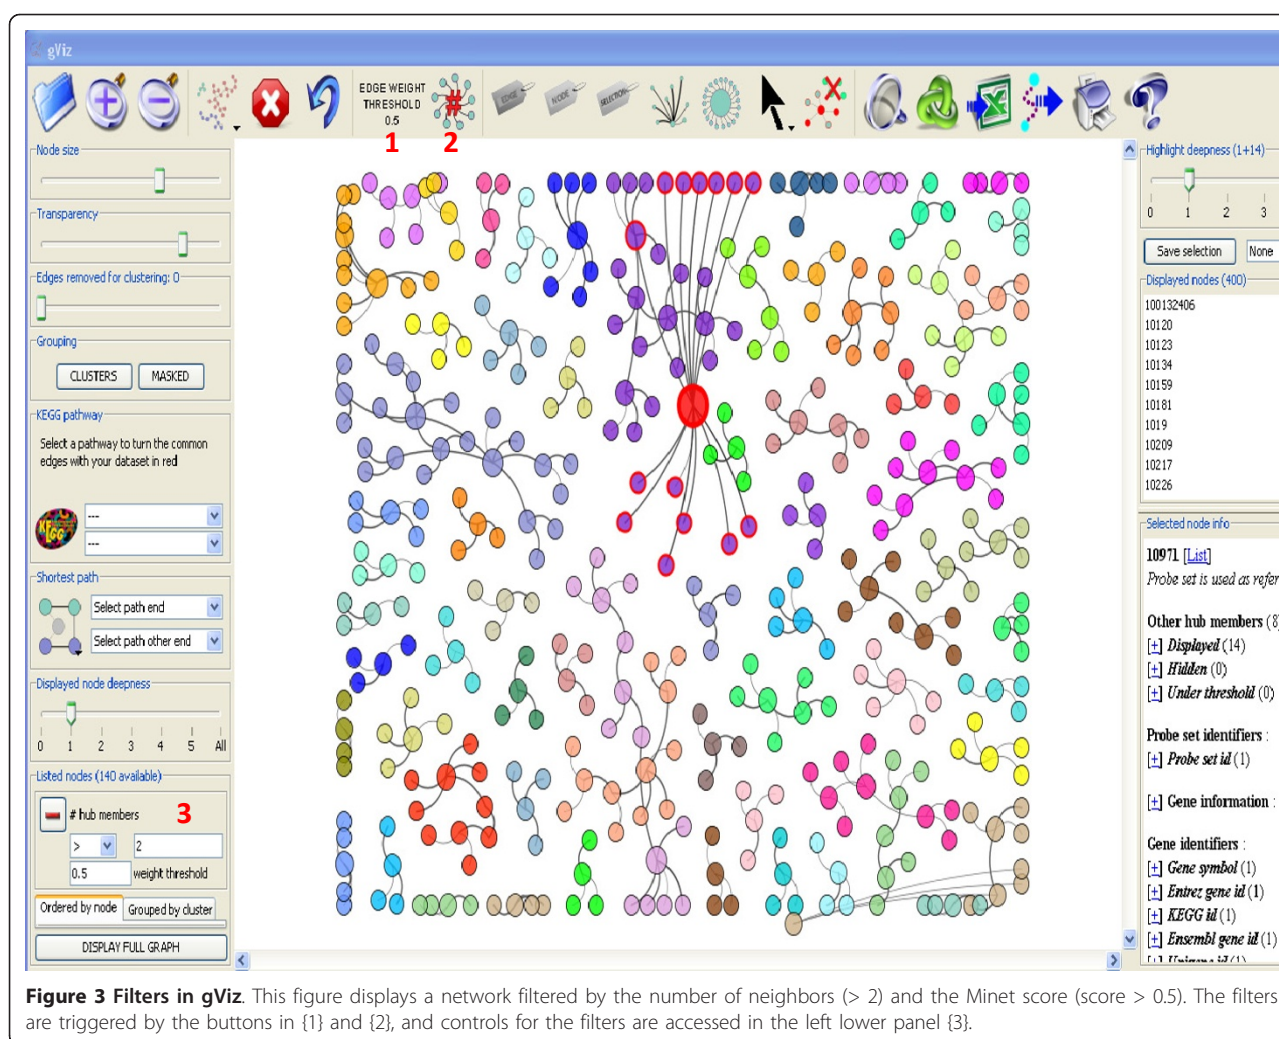 gViz
EDGE WEIGHT
THRESHOLD
0.5
1
2
EDGE
NODE
SELECTION
Node size
Transparency
Edges removed for clustering: 0
Grouping
CLUSTERS
MASKED
KEGG pathway
Select a pathway to turn the common
edges with your dataset in red
KEGG
---
---
Shortest path
Select path end
Select path other end
Displayed node deepness
0 1 2 3 4 5 All
Listed nodes (140 available)
# hub members
3
> 2
0.5 weight threshold
Ordered by node
Grouped by cluster
DISPLAY FULL GRAPH
Highlight deepness (1+14)
0 1 2 3
Save selection
None
Displayed nodes (400)
100132406
10120
10123
10134
10159
10181
1019
10209
10217
10226
Selected node info
10971 [List]
Probe set is used as refer
Other hub members (8)
[+] Displayed (14)
[+] Hidden (0)
[+] Under threshold (0)
Probe set identifiers :
[+] Probe set id (1)
[+] Gene information :
Gene identifiers :
[+] Gene symbol (1)
[+] Entrez gene id (1)
[+] KEGG id (1)
[+] Ensembl gene id (1)
[+] Unigene id (1)
Figure 3 Filters in gViz. This figure displays a network filtered by the number of neighbors (> 2) and the Minet score (score > 0.5). The filters
are triggered by the buttons in {1} and {2}, and controls for the filters are accessed in the left lower panel {3}.